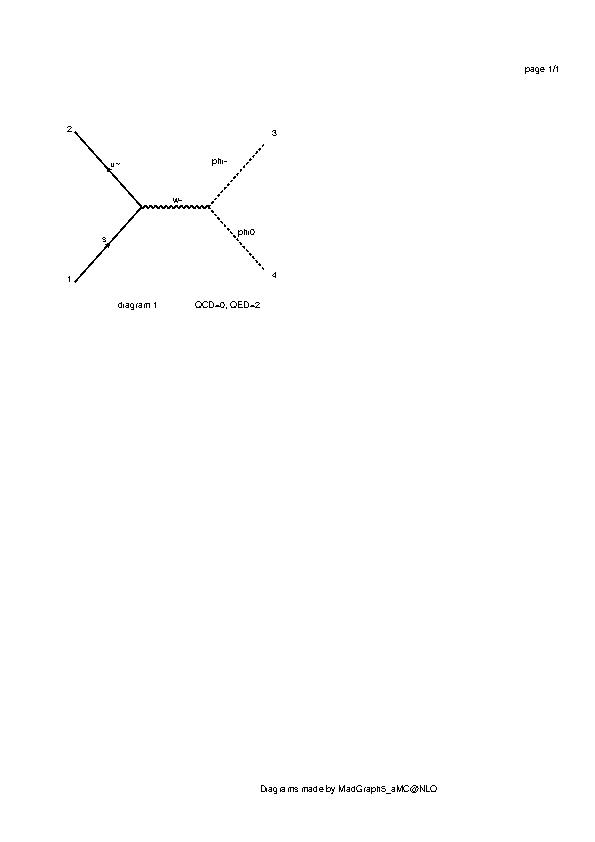 page 1/1
2
3
u~
phi-
w-
s
phi0
1
4
diagram 1 QCD=0, QED=2
Diagrams made by MadGraph5_aMC@NLO